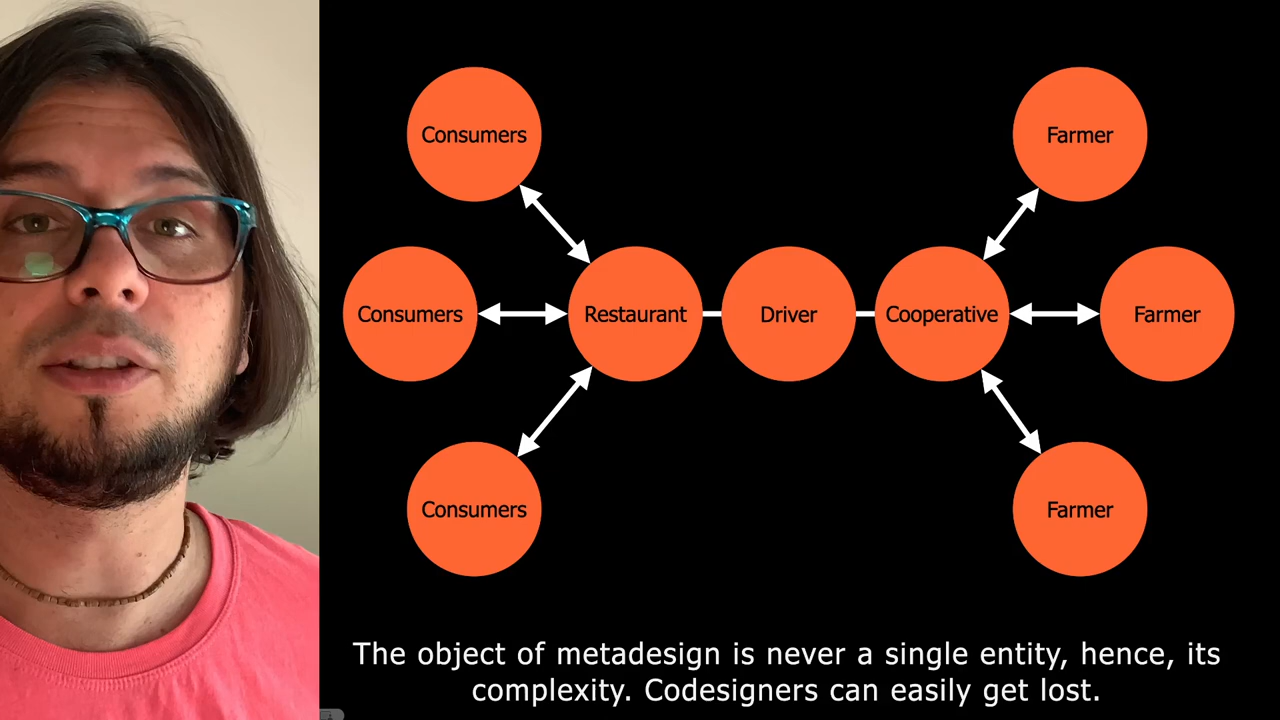 Consumers
Farmer
Consumers
Restaurant
Driver
Cooperative
Farmer
Consumers
Farmer
The object of metadesign is never a single entity, hence, its
complexity. Codesigners can easily get lost.